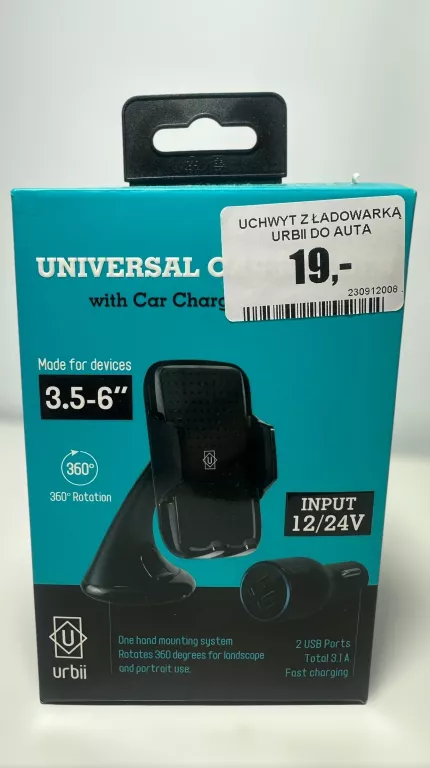 UCHWYT Z ŁADOWARKĄ
URBII DO AUTA
19,-
230912008
UNIVERSAL
with Car
Made for devices
3.5-6"
360°
360° Rotation
INPUT
12/24V
urbii
One hand mounting system
Rotates 360 degrees for landscape
and portrait use.
2 USB Ports
Total 3.1 A
Fast charging